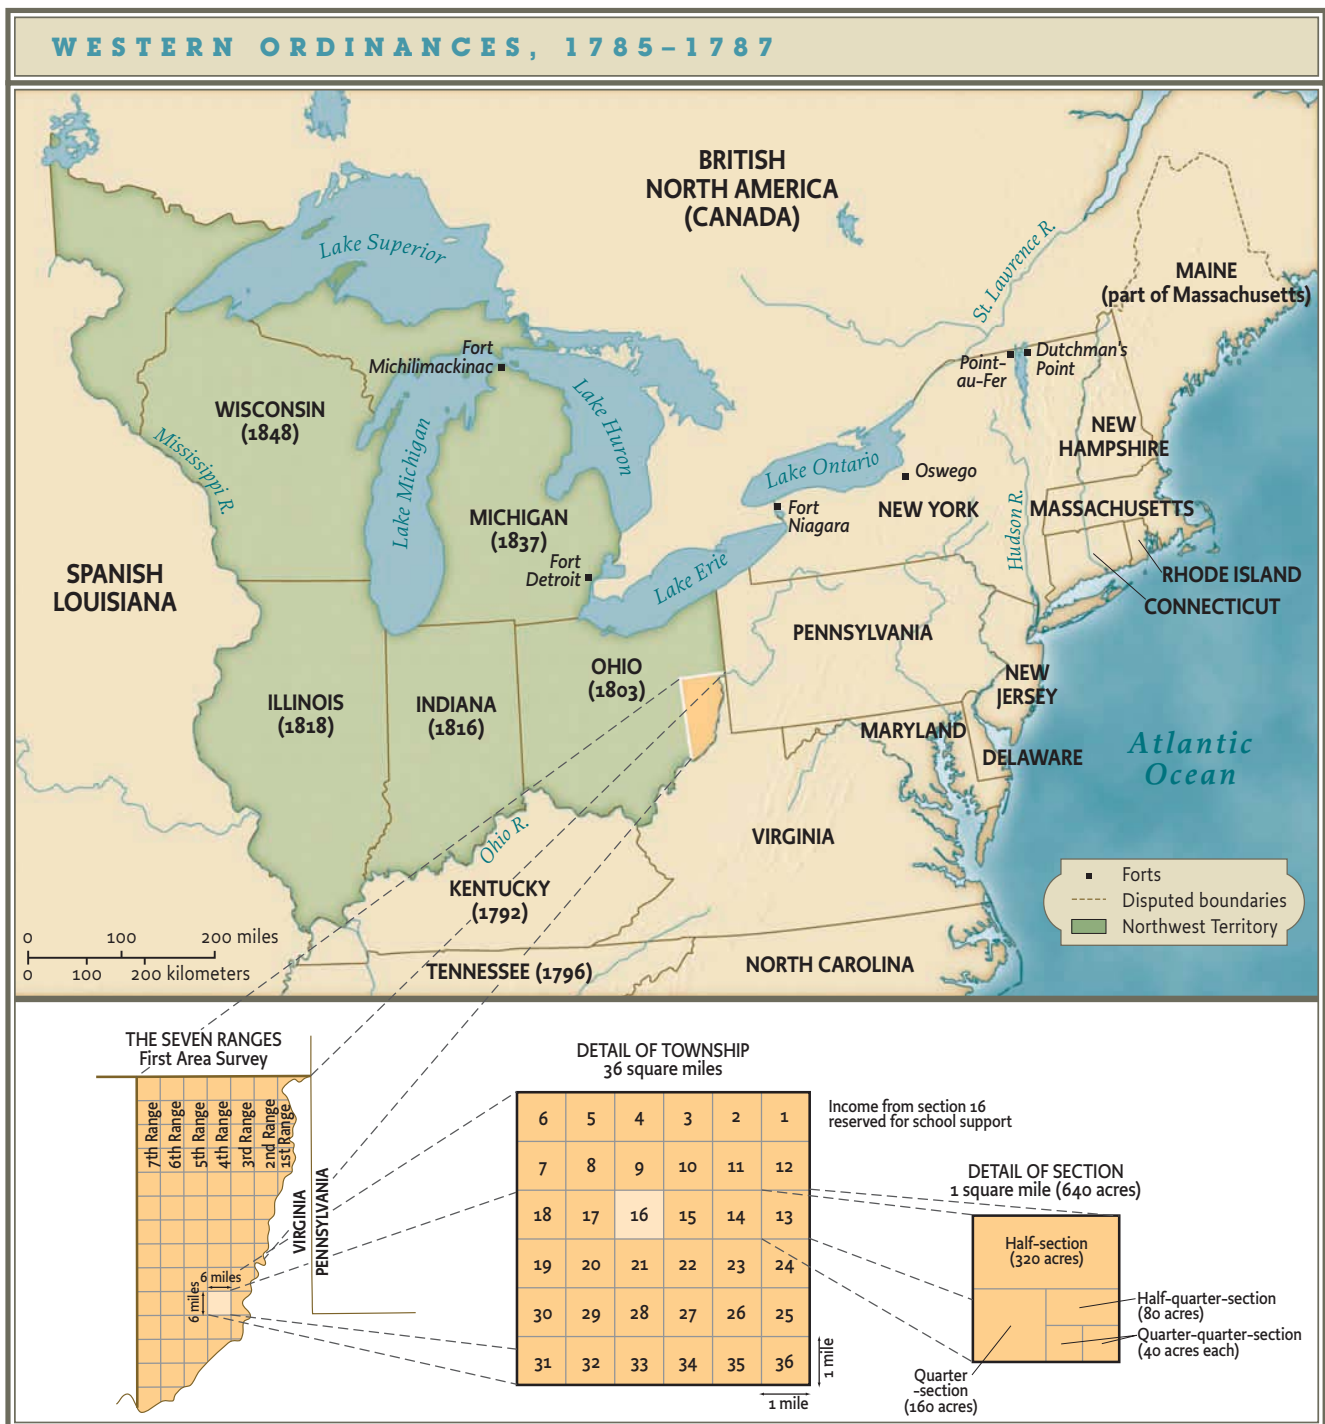 WESTERN ORDINANCES, 1785–1787
BRITISH
NORTH AMERICA
(CANADA)
Lake Superior
St. Lawrence R.
MAINE
(part of Massachusetts)
Fort
Michilimackinac
Point-
au-Fer
Dutchman's
Point
WISCONSIN
(1848)
Mississippi R.
Lake Michigan
Lake Huron
NEW
HAMPSHIRE
Lake Ontario
Oswego
MICHIGAN
(1837)
Fort
Niagara
NEW YORK
Hudson R.
MASSACHUSETTS
Fort
Detroit
Lake Erie
SPANISH
LOUISIANA
RHODE ISLAND
CONNECTICUT
PENNSYLVANIA
OHIO
(1803)
NEW
JERSEY
ILLINOIS
(1818)
INDIANA
(1816)
MARYLAND
DELAWARE
Atlantic
Ocean
Ohio R.
VIRGINIA
KENTUCKY
(1792)
TENNESSEE (1796)
NORTH CAROLINA
Forts
Disputed boundaries
Northwest Territory
0 100 200 miles
0 100 200 kilometers
THE SEVEN RANGES
First Area Survey
7th Range
6th Range
5th Range
4th Range
3rd Range
2nd Range
1st Range
VIRGINIA
PENNSYLVANIA
6 miles
6 miles
DETAIL OF TOWNSHIP
36 square miles
6 5 4 3 2 1
7 8 9 10 11 12
18 17 16 15 14 13
19 20 21 22 23 24
30 29 28 27 26 25
31 32 33 34 35 36
1 mile
1 mile
Income from section 16
reserved for school support
DETAIL OF SECTION
1 square mile (640 acres)
Half-section
(320 acres)
Half-quarter-section
(80 acres)
Quarter-quarter-section
(40 acres each)
Quarter
-section
(160 acres)